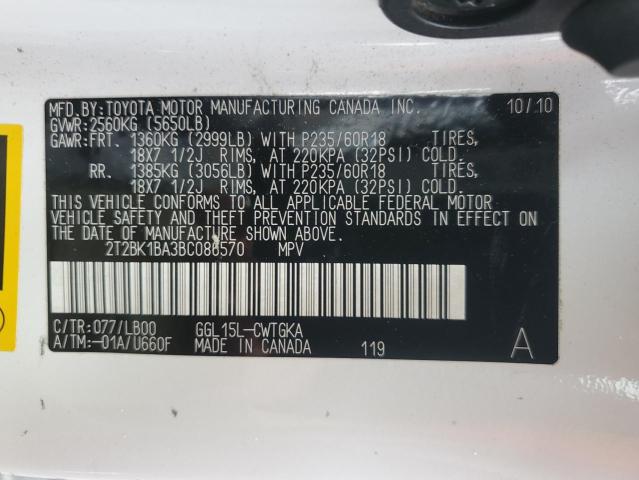 MFD.BY:TOYOTA MOTOR MANUFACTURING CANADA INC. 10/10
GVWR:2560KG (5650LB)
GAWR:FRT. 1360KG (2999LB) WITH P235/60R18 TIRES,
18X7 1/2J RIMS, AT 220KPA (32PSI) COLD.
RR. 1385KG (3056LB) WITH P235/60R18 TIRES,
18X7 1/2J RIMS, AT 220KPA (32PSI) COLD.
THIS VEHICLE CONFORMS TO ALL APPLICABLE FEDERAL MOTOR
VEHICLE SAFETY AND THEFT PREVENTION STANDARDS IN EFFECT ON
THE DATE OF MANUFACTURE SHOWN ABOVE.
2T2BK1BA3BC088570 MPV
C/TR:077/LB00 GGL15L-CWTGKA
A/TM:-01A/U660F MADE IN CANADA 119 A